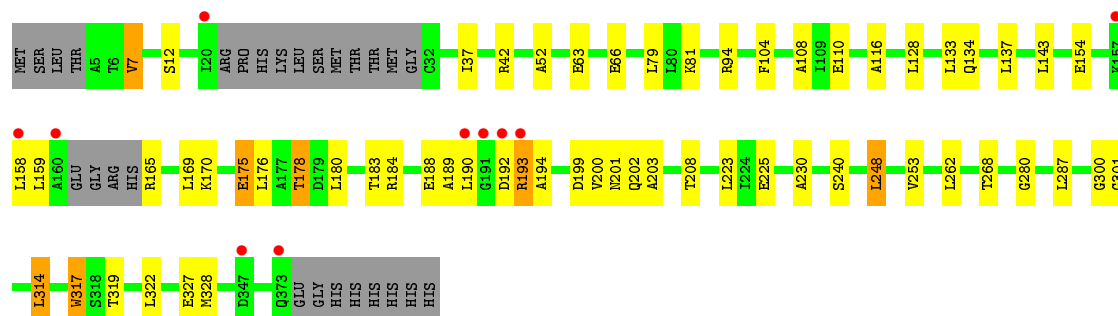 MET SER LEU THR A5 T6 V7 S12 I20 ARG PRO HIS LYS LEU SER MET THR THR MET GLY C32 I37 R42 A52 E63 E66 L79 L80 K81 R94 F104 A108 I109 E110 A116 L128 L133 Q134 L137 L143 E154 K157
L158 L159 A160 GLU GLY ARG HIS R165 L169 K170 E175 L176 A177 T178 D179 L180 T183 R184 E188 A189 L190 G191 D192 R193 A194 D199 V200 N201 Q202 A203 T208 L223 I224 E225 A230 S240 L248 V253 L262 T268 G280 L287 G300
L314 W317 S318 T319 L322 E327 M328 D347 Q373 GLU GLY HIS HIS HIS HIS HIS HIS